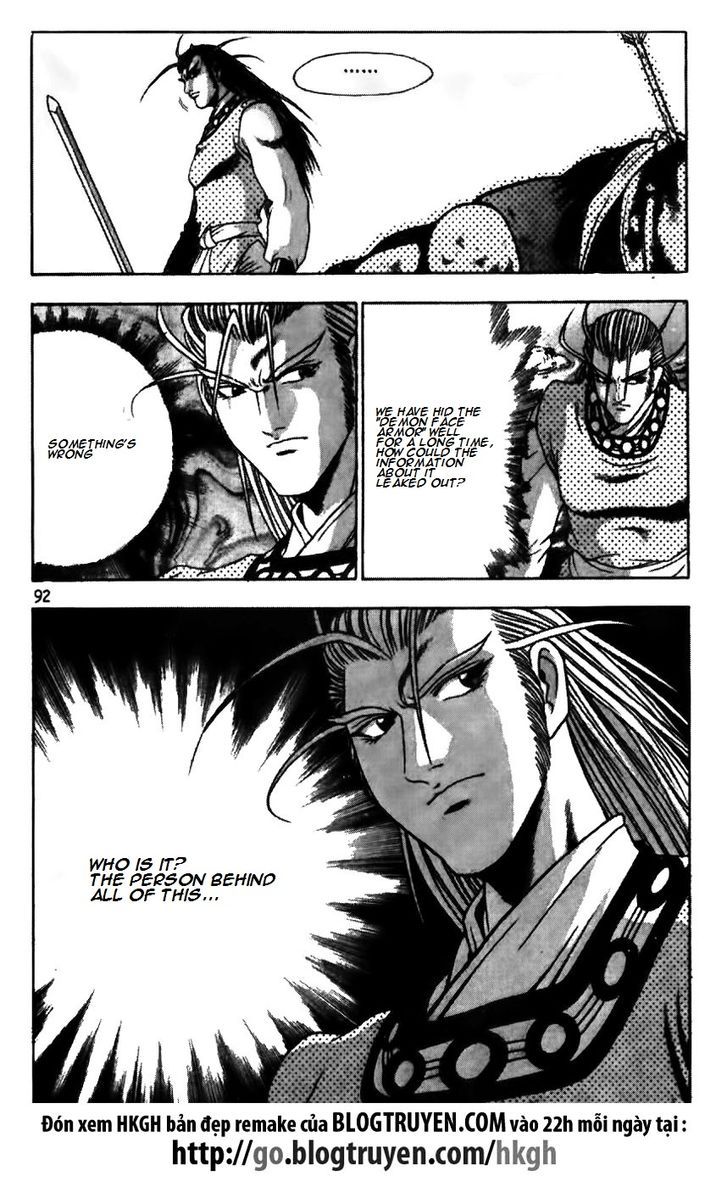 ......
SOMETHING'S
WRONG
WE HAVE HID THE
"DEMON FACE
ARMOR" WELL
FOR A LONG TIME,
HOW COULD THE
INFORMATION
ABOUT IT
LEAKED OUT?
92
WHO IS IT?
THE PERSON BEHIND
ALL OF THIS...
Đón xem HKGH bản đẹp remake của BLOGTRUYEN.COM vào 22h mỗi ngày tại :
http://go.blogtruyen.com/hkgh